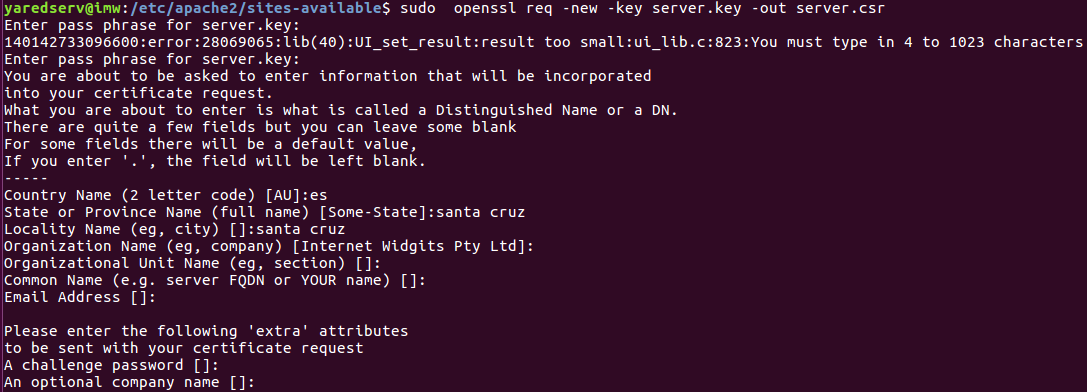 yaredserv@imw:/etc/apache2/sites-available$ sudo  openssl req -new -key server.key -out server.csr
Enter pass phrase for server.key:
140142733096600:error:28069065:lib(40):UI_set_result:result too small:ui_lib.c:823:You must type in 4 to 1023 characters
Enter pass phrase for server.key:
You are about to be asked to enter information that will be incorporated
into your certificate request.
What you are about to enter is what is called a Distinguished Name or a DN.
There are quite a few fields but you can leave some blank
For some fields there will be a default value,
If you enter '.', the field will be left blank.
-----
Country Name (2 letter code) [AU]:es
State or Province Name (full name) [Some-State]:santa cruz
Locality Name (eg, city) []:santa cruz
Organization Name (eg, company) [Internet Widgits Pty Ltd]:
Organizational Unit Name (eg, section) []:
Common Name (e.g. server FQDN or YOUR name) []:
Email Address []:

Please enter the following 'extra' attributes
to be sent with your certificate request
A challenge password []:
An optional company name []: